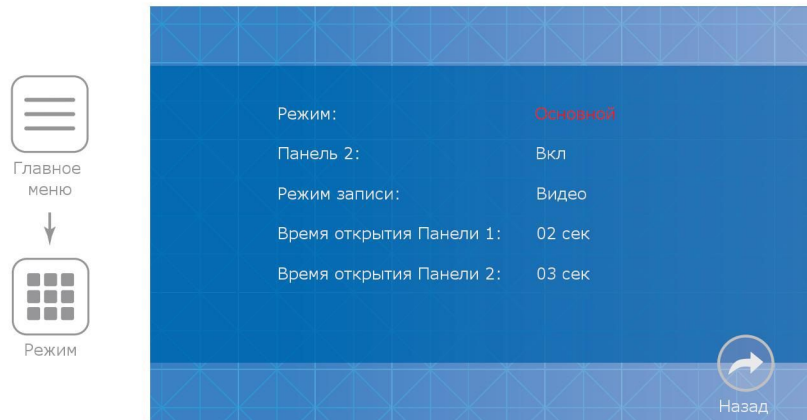 Главное
меню
Режим
Режим: Основной
Панель 2: Вкл
Режим записи: Видео
Время открытия Панели 1: 02 сек
Время открытия Панели 2: 03 сек
Назад